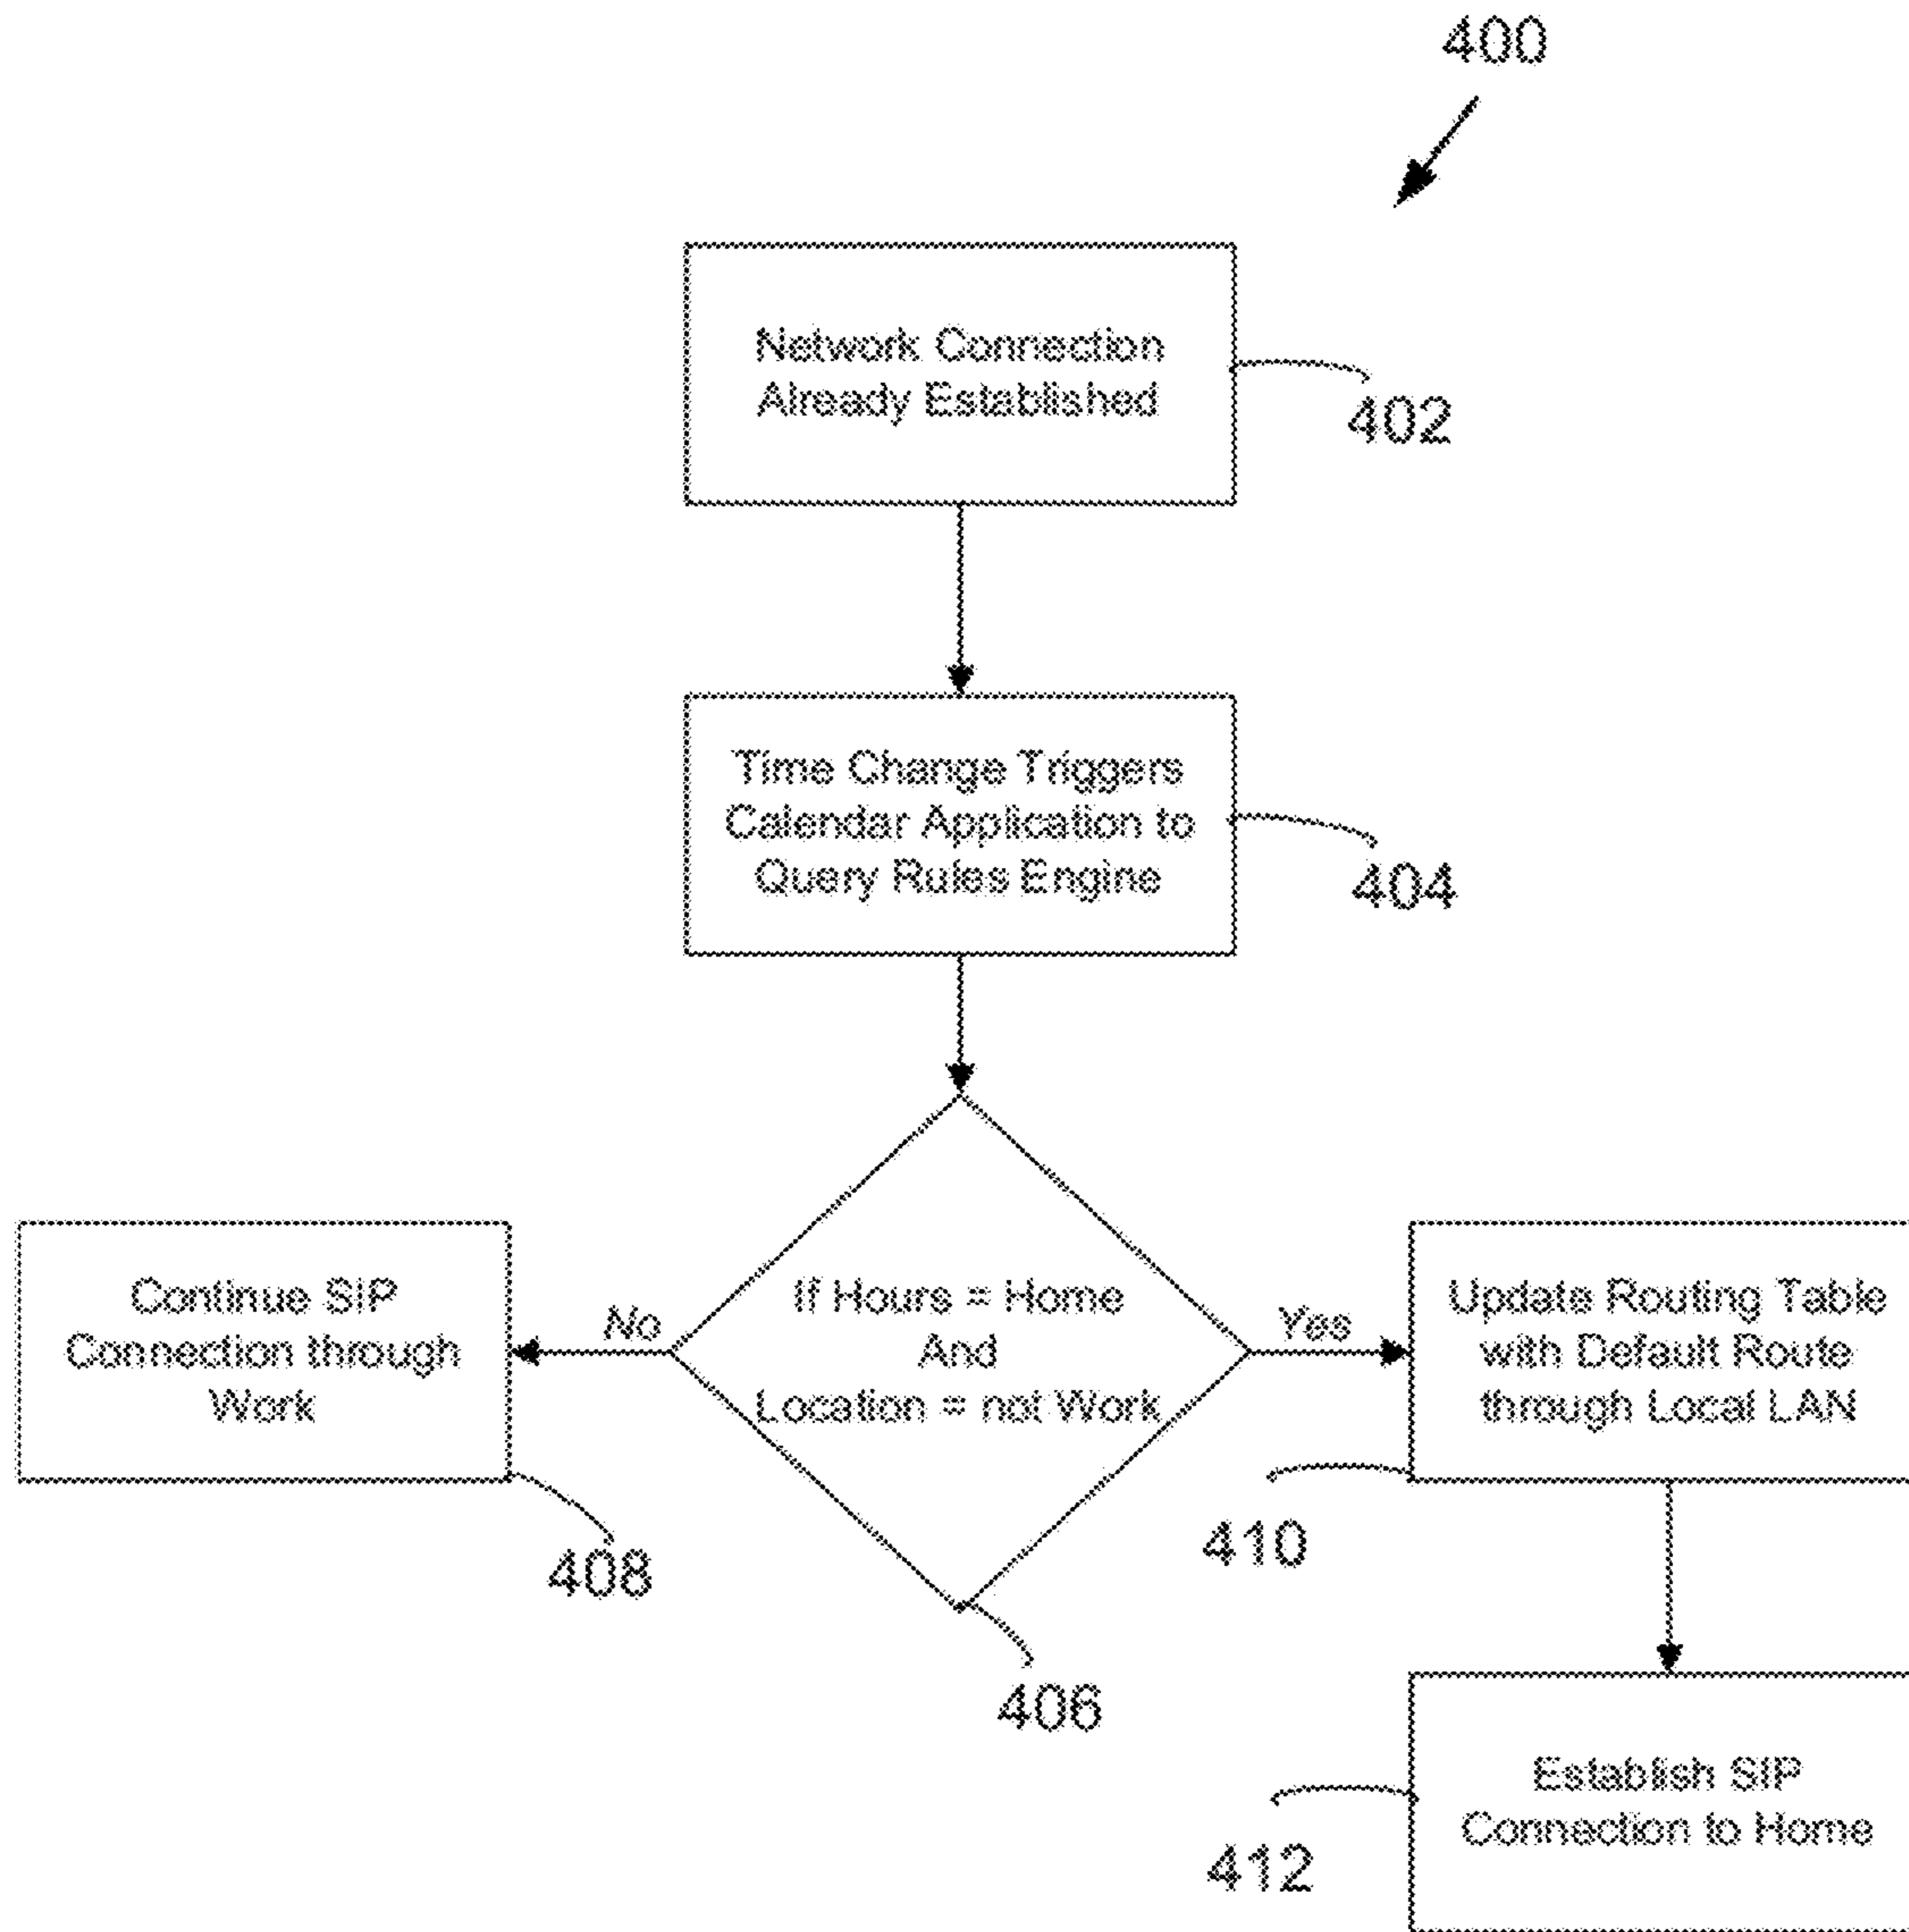 400
Network Connection
Already Established
402
Time Change Triggers
Calendar Application to
Query Rules Engine
404
If Hours = Home
And
Location = not Work
406
No
Continue SIP
Connection through
Work
408
Yes
Update Routing Table
with Default Route
through Local LAN
410
Establish SIP
Connection to Home
412